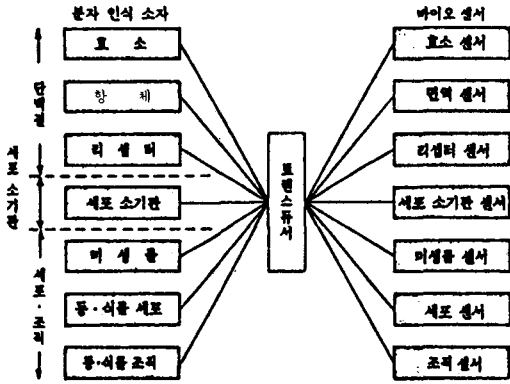 분자 인식 소자
바이오 센서
단백질
세포 소기관
세포·조직
효 소
항 체
리 셉 터
세포 소기관
미 생 물
동·식물 세포
동·식물 조직
트랜스듀서
효소 센서
면역 센서
리셉터 센서
세포 소기관 센서
미생물 센서
세포 센서
조직 센서